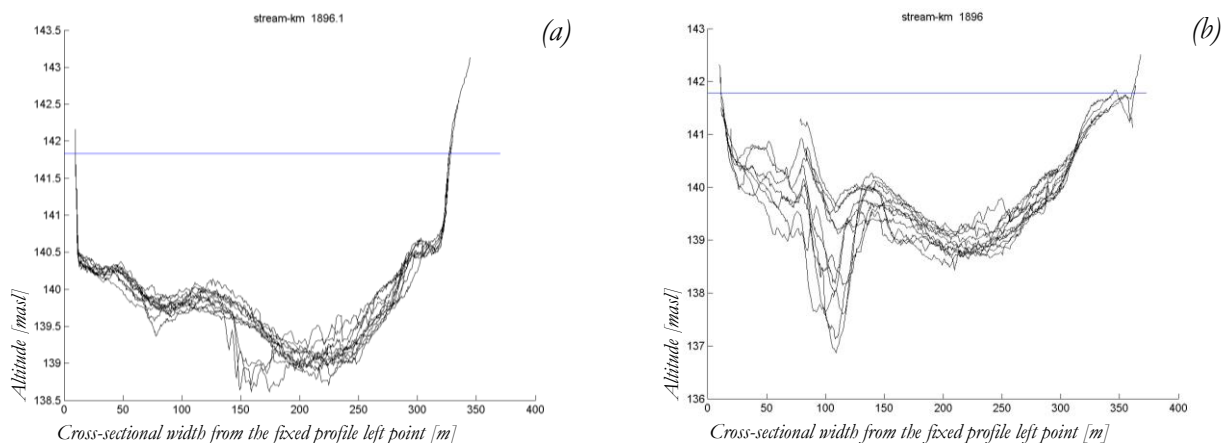 stream-km 1896.1
(a)
143.5
143
142.5
142
141.5
141
140.5
140
139.5
139
138.5
0 50 100 150 200 250 300 350 400
Altitude [masl]
Cross-sectional width from the fixed profile left point [m]
stream-km 1896
(b)
143
142
141
140
139
138
137
136
0 50 100 150 200 250 300 350 400
Altitude [masl]
Cross-sectional width from the fixed profile left point [m]